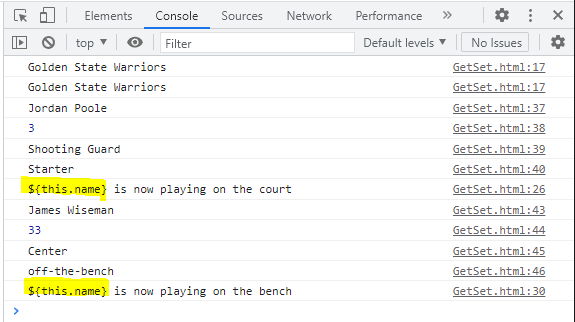 Elements Console Sources Network Performance »
top ▼ Filter Default levels ▼ No Issues
Golden State Warriors GetSet.html:17
Golden State Warriors GetSet.html:17
Jordan Poole GetSet.html:37
3 GetSet.html:38
Shooting Guard GetSet.html:39
Starter GetSet.html:40
${this.name} is now playing on the court GetSet.html:26
James Wiseman GetSet.html:43
33 GetSet.html:44
Center GetSet.html:45
off-the-bench GetSet.html:46
${this.name} is now playing on the bench GetSet.html:30
>